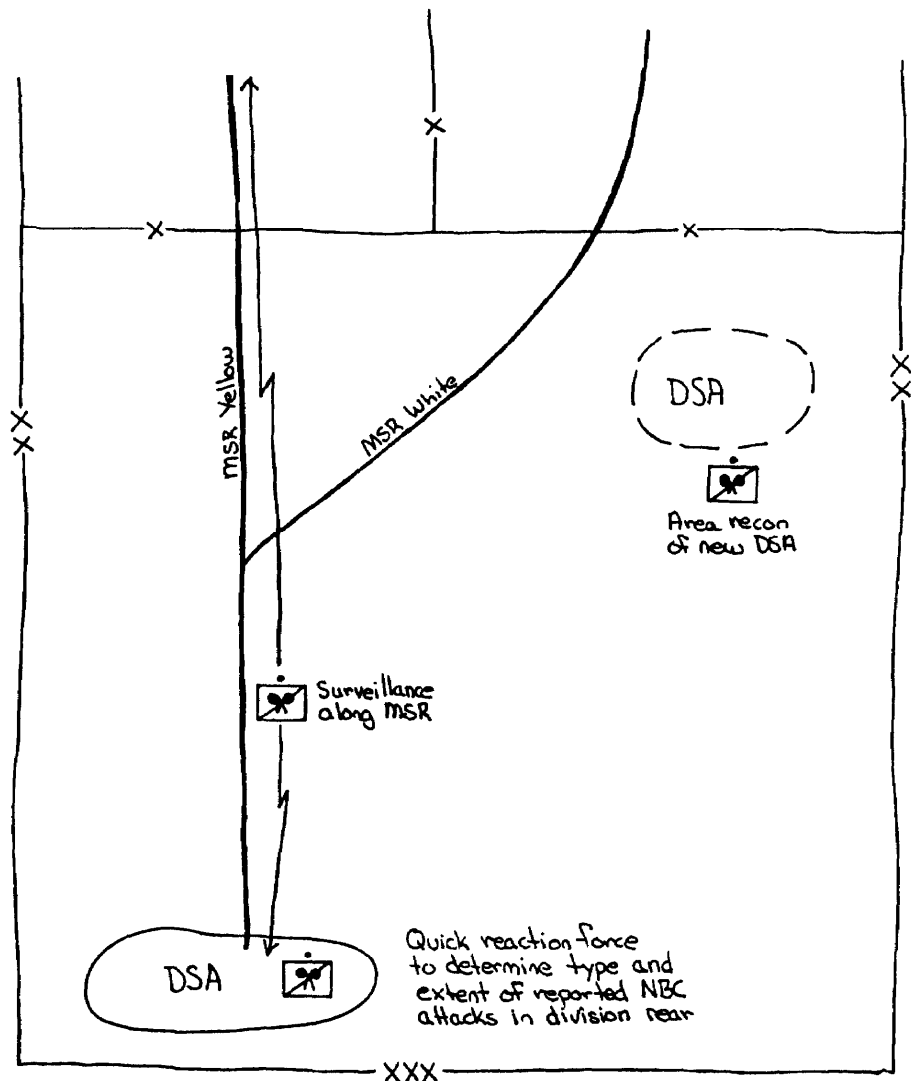 X
X
X
MSR Yellow
MSR White
DSA
XX
XX
Area recon
of new DSA
Surveillance
along MSR
DSA
Quick reaction force
to determine type and
extent of reported NBC
attacks in division rear
XXX